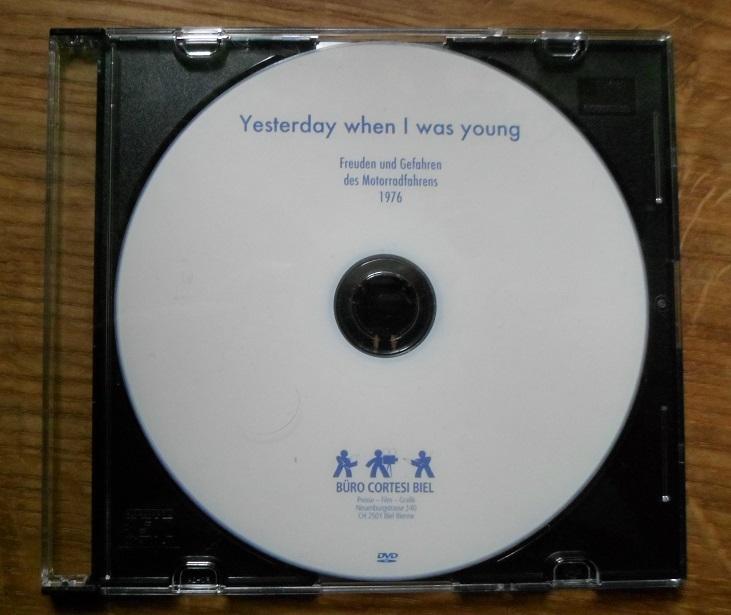 Yesterday when I was young
Freuden und Gefahren
des Motorradfahrens
1976
BÜRO CORTESI BIEL
Presse – Film – Grafik
Neuenburgstrasse 140
CH 2501 Biel Bienne
DVD